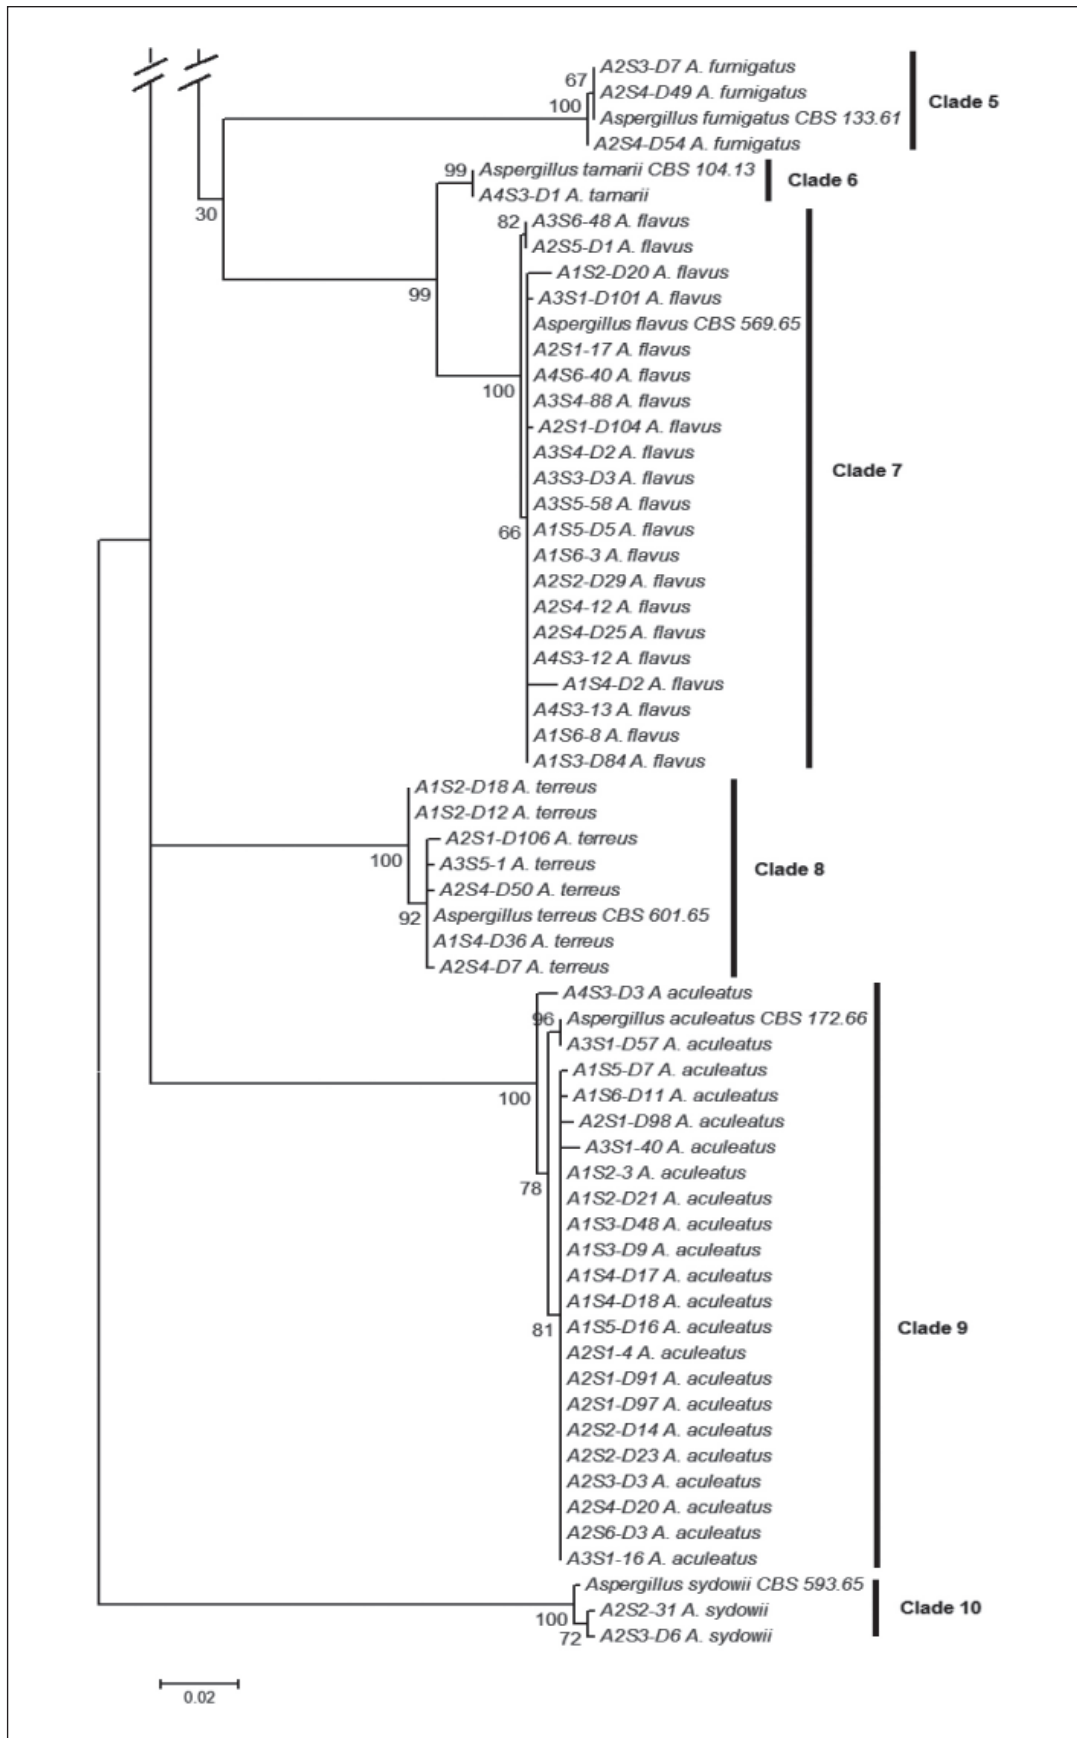 A2S3-D7 A. fumigatus
67
A2S4-D49 A. fumigatus
Clade 5
100
Aspergillus fumigatus CBS 133.61
A2S4-D54 A. fumigatus
99
Aspergillus tamarii CBS 104.13
Clade 6
A4S3-D1 A. tamarii
30
82
A3S6-48 A. flavus
A2S5-D1 A. flavus
A1S2-D20 A. flavus
99
A3S1-D101 A. flavus
Aspergillus flavus CBS 569.65
A2S1-17 A. flavus
A4S6-40 A. flavus
100
A3S4-88 A. flavus
A2S1-D104 A. flavus
A3S4-D2 A. flavus
Clade 7
A3S3-D3 A. flavus
A3S5-58 A. flavus
66
A1S5-D5 A. flavus
A1S6-3 A. flavus
A2S2-D29 A. flavus
A2S4-12 A. flavus
A2S4-D25 A. flavus
A4S3-12 A. flavus
A1S4-D2 A. flavus
A4S3-13 A. flavus
A1S6-8 A. flavus
A1S3-D84 A. flavus
A1S2-D18 A. terreus
A1S2-D12 A. terreus
A2S1-D106 A. terreus
100
A3S5-1 A. terreus
Clade 8
A2S4-D50 A. terreus
92
Aspergillus terreus CBS 601.65
A1S4-D36 A. terreus
A2S4-D7 A. terreus
A4S3-D3 A aculeatus
96
Aspergillus aculeatus CBS 172.66
A3S1-D57 A. aculeatus
A1S5-D7 A. aculeatus
100
A1S6-D11 A. aculeatus
A2S1-D98 A. aculeatus
A3S1-40 A. aculeatus
A1S2-3 A. aculeatus
78
A1S2-D21 A. aculeatus
A1S3-D48 A. aculeatus
A1S3-D9 A. aculeatus
A1S4-D17 A. aculeatus
A1S4-D18 A. aculeatus
81
A1S5-D16 A. aculeatus
Clade 9
A2S1-4 A. aculeatus
A2S1-D91 A. aculeatus
A2S1-D97 A. aculeatus
A2S2-D14 A. aculeatus
A2S2-D23 A. aculeatus
A2S3-D3 A. aculeatus
A2S4-D20 A. aculeatus
A2S6-D3 A. aculeatus
A3S1-16 A. aculeatus
Aspergillus sydowii CBS 593.65
100
A2S2-31 A. sydowii
Clade 10
72
A2S3-D6 A. sydowii
0.02